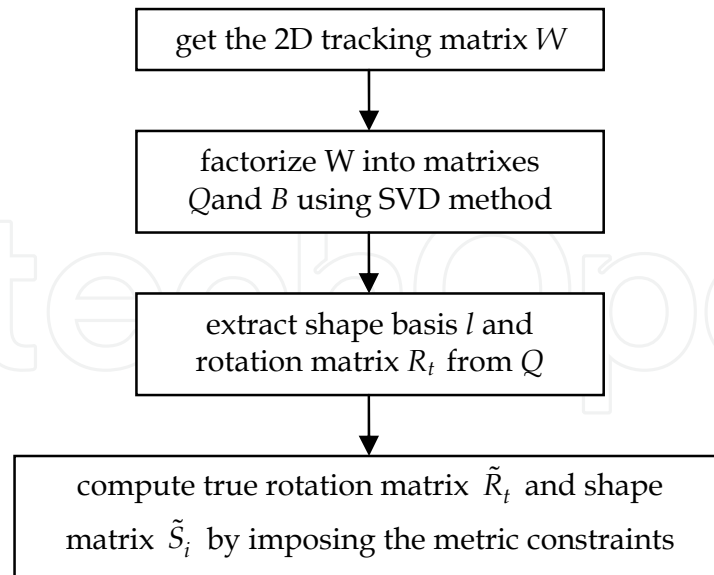 get the 2D tracking matrix W
factorize W into matrixes
Qand B using SVD method
extract shape basis l and
rotation matrix R_t from Q
compute true rotation matrix R̃_t and shape
matrix S̃_i by imposing the metric constraints